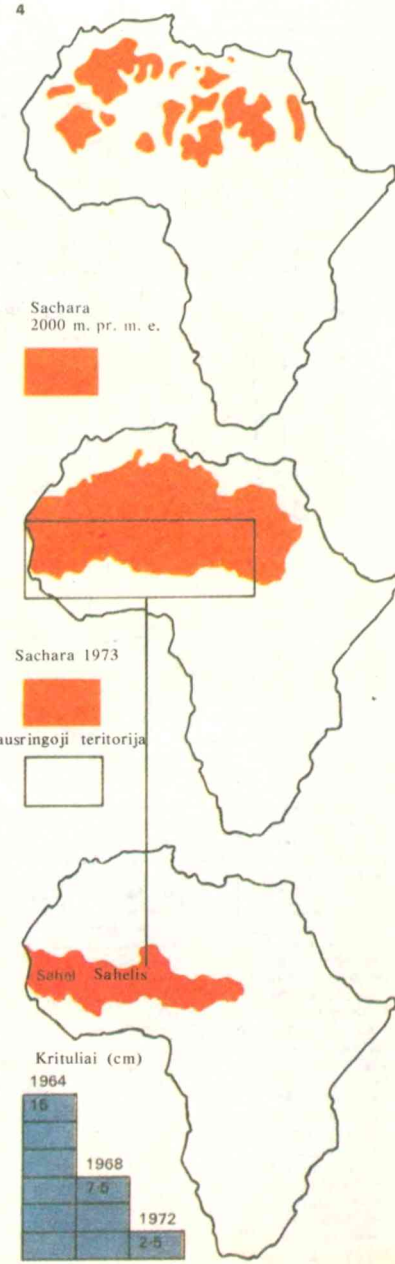 4
Sachara
2000 m. pr. m. e.
Sachara 1973
ausringoji teritorija
Sahel Sahelis
Krituliai (cm)
1964
15
1968
7·5
1972
2·5